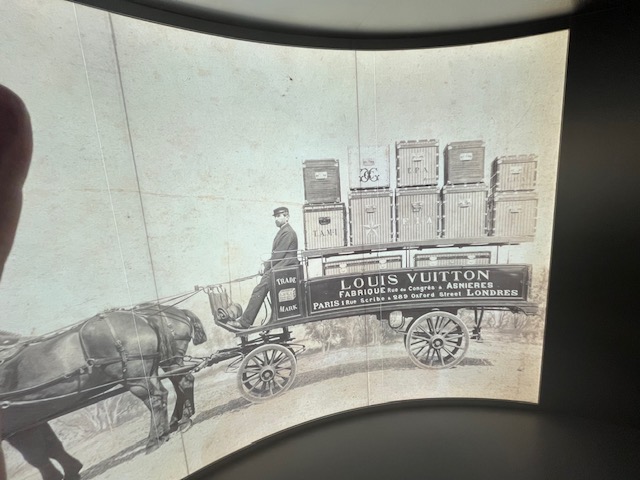 T.F.A
T.A.M-I
F.T.A
TRADE
MARK
LOUIS VUITTON
FABRIQUE Rue du Congrès à ASNIERES
PARIS 1 Rue Scribe & 289 Oxford Street LONDRES